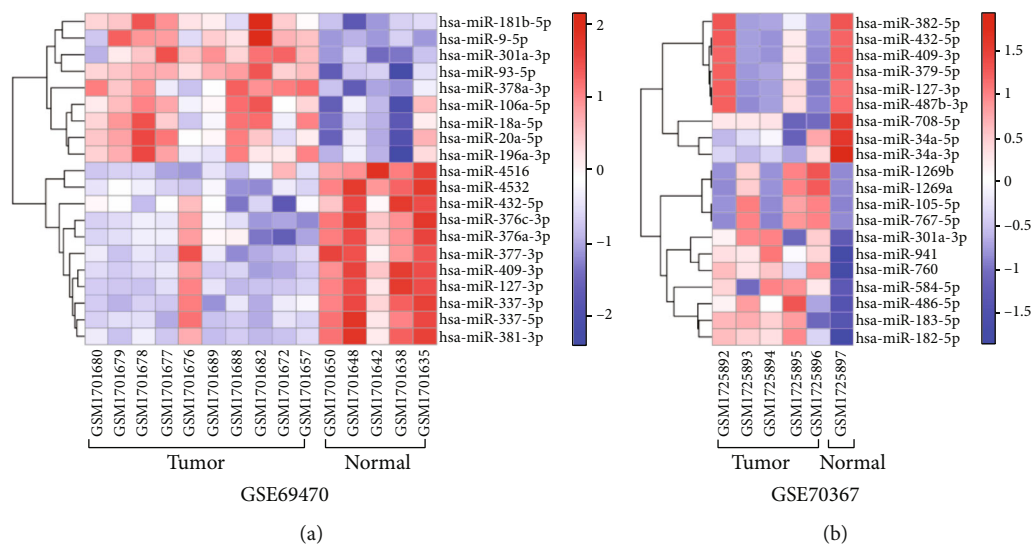 hsa-miR-181b-5p
hsa-miR-9-5p
hsa-miR-301a-3p
hsa-miR-93-5p
hsa-miR-378a-3p
hsa-miR-106a-5p
hsa-miR-18a-5p
hsa-miR-20a-5p
hsa-miR-196a-3p
hsa-miR-4516
hsa-miR-4532
hsa-miR-432-5p
hsa-miR-376c-3p
hsa-miR-376a-3p
hsa-miR-377-3p
hsa-miR-409-3p
hsa-miR-127-3p
hsa-miR-337-3p
hsa-miR-337-5p
hsa-miR-381-3p
2
1
0
−1
−2
GSM1701680
GSM1701679
GSM1701678
GSM1701677
GSM1701676
GSM1701689
GSM1701688
GSM1701682
GSM1701672
GSM1701657
GSM1701650
GSM1701648
GSM1701642
GSM1701638
GSM1701635
Tumor
Normal
GSE69470
(a)
hsa-miR-382-5p
hsa-miR-432-5p
hsa-miR-409-3p
hsa-miR-379-5p
hsa-miR-127-3p
hsa-miR-487b-3p
hsa-miR-708-5p
hsa-miR-34a-5p
hsa-miR-34a-3p
hsa-miR-1269b
hsa-miR-1269a
hsa-miR-105-5p
hsa-miR-767-5p
hsa-miR-301a-3p
hsa-miR-941
hsa-miR-760
hsa-miR-584-5p
hsa-miR-486-5p
hsa-miR-183-5p
hsa-miR-182-5p
1.5
1
0.5
0
−0.5
−1
−1.5
GSM1725892
GSM1725893
GSM1725894
GSM1725895
GSM1725896
GSM1725897
Tumor
Normal
GSE70367
(b)